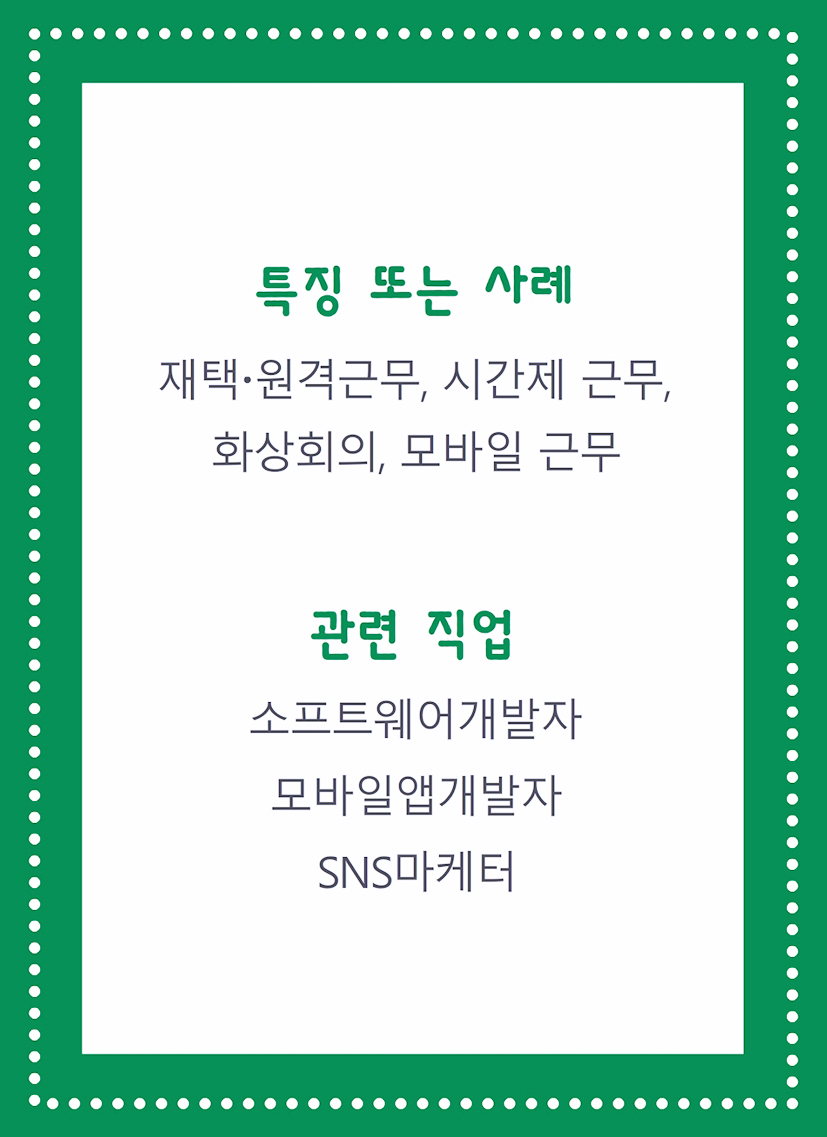 특징 또는 사례
재택·원격근무, 시간제 근무,
화상회의, 모바일 근무
관련 직업
소프트웨어개발자
모바일앱개발자
SNS마케터